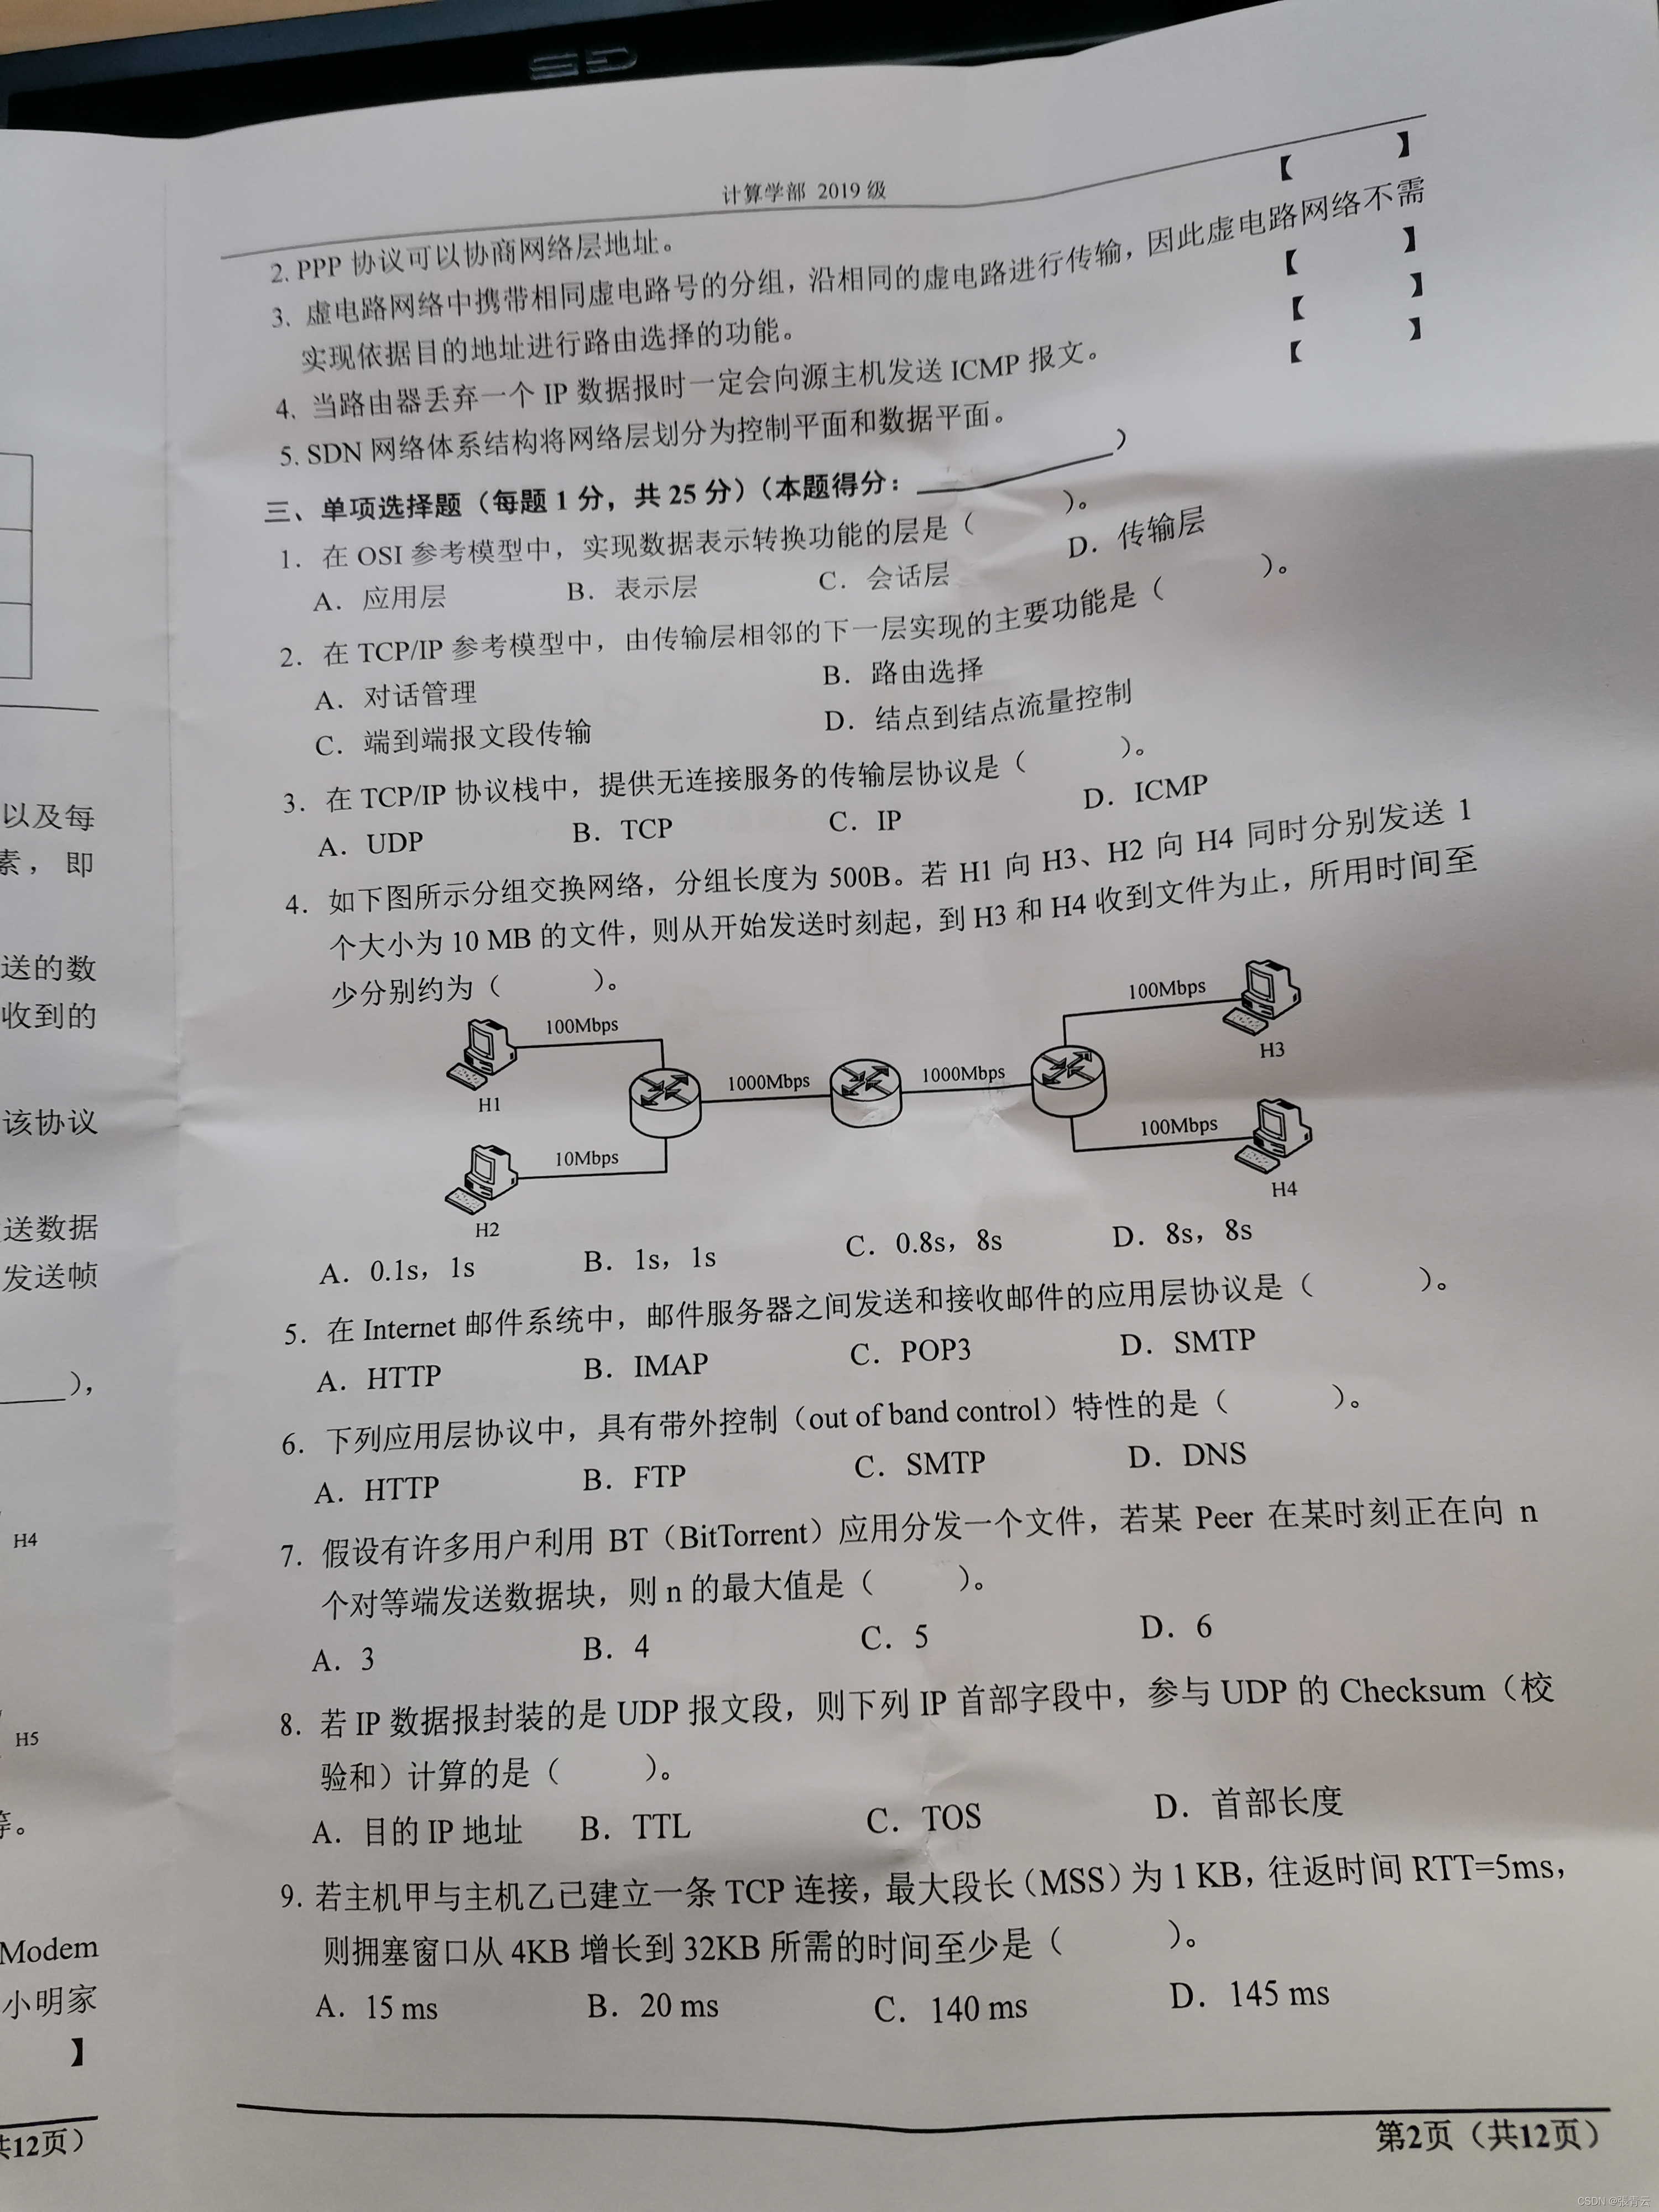 计算学部 2019 级
2. PPP 协议可以协商网络层地址。 【 】
3. 虚电路网络中携带相同虚电路号的分组，沿相同的虚电路进行传输，因此虚电路网络不需
实现依据目的地址进行路由选择的功能。 【 】
4. 当路由器丢弃一个 IP 数据报时一定会向源主机发送 ICMP 报文。 【 】
5. SDN 网络体系结构将网络层划分为控制平面和数据平面。 【 】
三、单项选择题（每题 1 分，共 25 分）（本题得分：________）
1. 在 OSI 参考模型中，实现数据表示转换功能的层是（ ）。
A. 应用层 B. 表示层 C. 会话层 D. 传输层
2. 在 TCP/IP 参考模型中，由传输层相邻的下一层实现的主要功能是（ ）。
A. 对话管理 B. 路由选择
C. 端到端报文段传输 D. 结点到结点流量控制
3. 在 TCP/IP 协议栈中，提供无连接服务的传输层协议是（ ）。
A. UDP B. TCP C. IP D. ICMP
4. 如下图所示分组交换网络，分组长度为 500B。若 H1 向 H3、H2 向 H4 同时分别发送 1
个大小为 10 MB 的文件，则从开始发送时刻起，到 H3 和 H4 收到文件为止，所用时间至
少分别约为（ ）。
100Mbps 100Mbps
H1 1000Mbps 1000Mbps H3
10Mbps 100Mbps
H2 H4
A. 0.1s，1s B. 1s，1s C. 0.8s，8s D. 8s，8s
5. 在 Internet 邮件系统中，邮件服务器之间发送和接收邮件的应用层协议是（ ）。
A. HTTP B. IMAP C. POP3 D. SMTP
6. 下列应用层协议中，具有带外控制（out of band control）特性的是（ ）。
A. HTTP B. FTP C. SMTP D. DNS
7. 假设有许多用户利用 BT（BitTorrent）应用分发一个文件，若某 Peer 在某时刻正在向 n
个对等端发送数据块，则 n 的最大值是（ ）。
A. 3 B. 4 C. 5 D. 6
8. 若 IP 数据报封装的是 UDP 报文段，则下列 IP 首部字段中，参与 UDP 的 Checksum（校
验和）计算的是（ ）。
A. 目的 IP 地址 B. TTL C. TOS D. 首部长度
9. 若主机甲与主机乙已建立一条 TCP 连接，最大段长（MSS）为 1 KB，往返时间 RTT=5ms，
则拥塞窗口从 4KB 增长到 32KB 所需的时间至少是（ ）。
A. 15 ms B. 20 ms C. 140 ms D. 145 ms
第2页（共12页）
以及每
素，即
送的数
收到的
该协议
送数据
发送帧
____），
H4
H5
等。
Modem
小明家
】
共12页）
CSDN @張青云